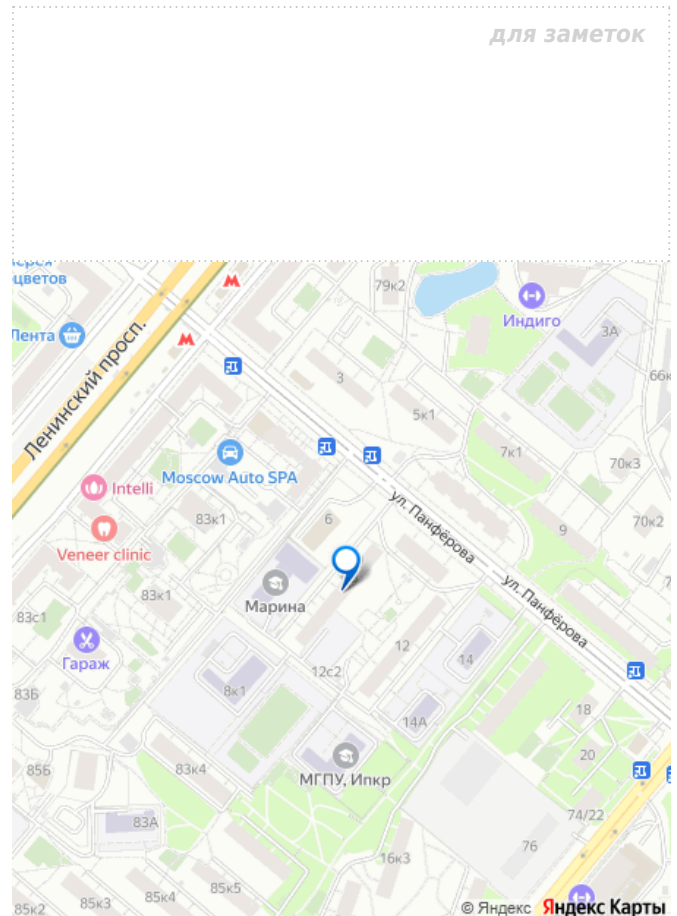 для заметок
цветов
79к2
Индиго
3А
Лента
Ленинский просп.
3
66к
5к1
7к1
70к3
Moscow Auto SPA
Intelli
83к1
6
ул. Панфёрова
9
70к2
Veneer clinic
83к1
Марина
ул. Панфёрова
83с1
Гараж
12
14
12с2
8к1
83Б
14А
18
85Б
83к4
МГПУ, Ипкр
20
83А
74/22
76
16к3
85к5
85к4
85к3
85к2
© Яндекс Яндекс Карты